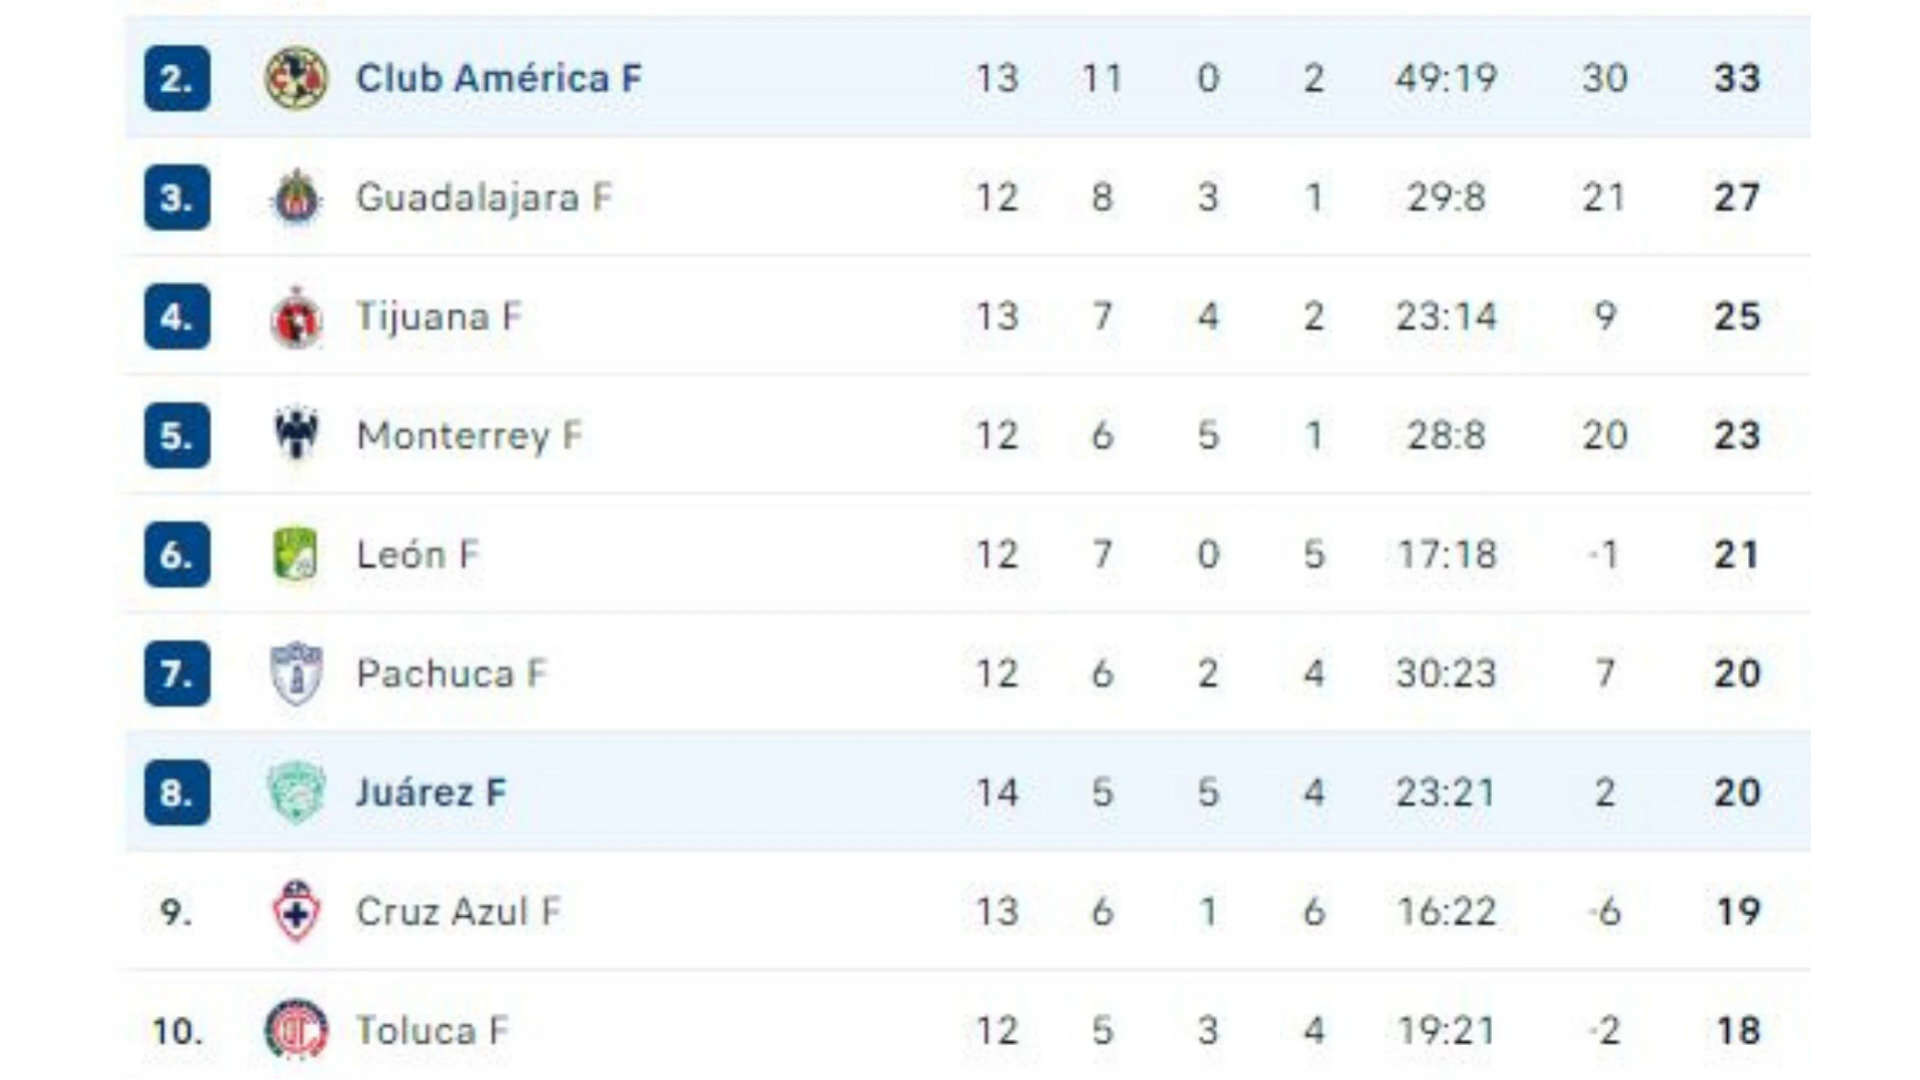 2. Club América F 13 11 0 2 49:19 30 33
3. Guadalajara F 12 8 3 1 29:8 21 27
4. Tijuana F 13 7 4 2 23:14 9 25
5. Monterrey F 12 6 5 1 28:8 20 23
6. León F 12 7 0 5 17:18 -1 21
7. Pachuca F 12 6 2 4 30:23 7 20
8. Juárez F 14 5 5 4 23:21 2 20
9. Cruz Azul F 13 6 1 6 16:22 -6 19
10. Toluca F 12 5 3 4 19:21 -2 18